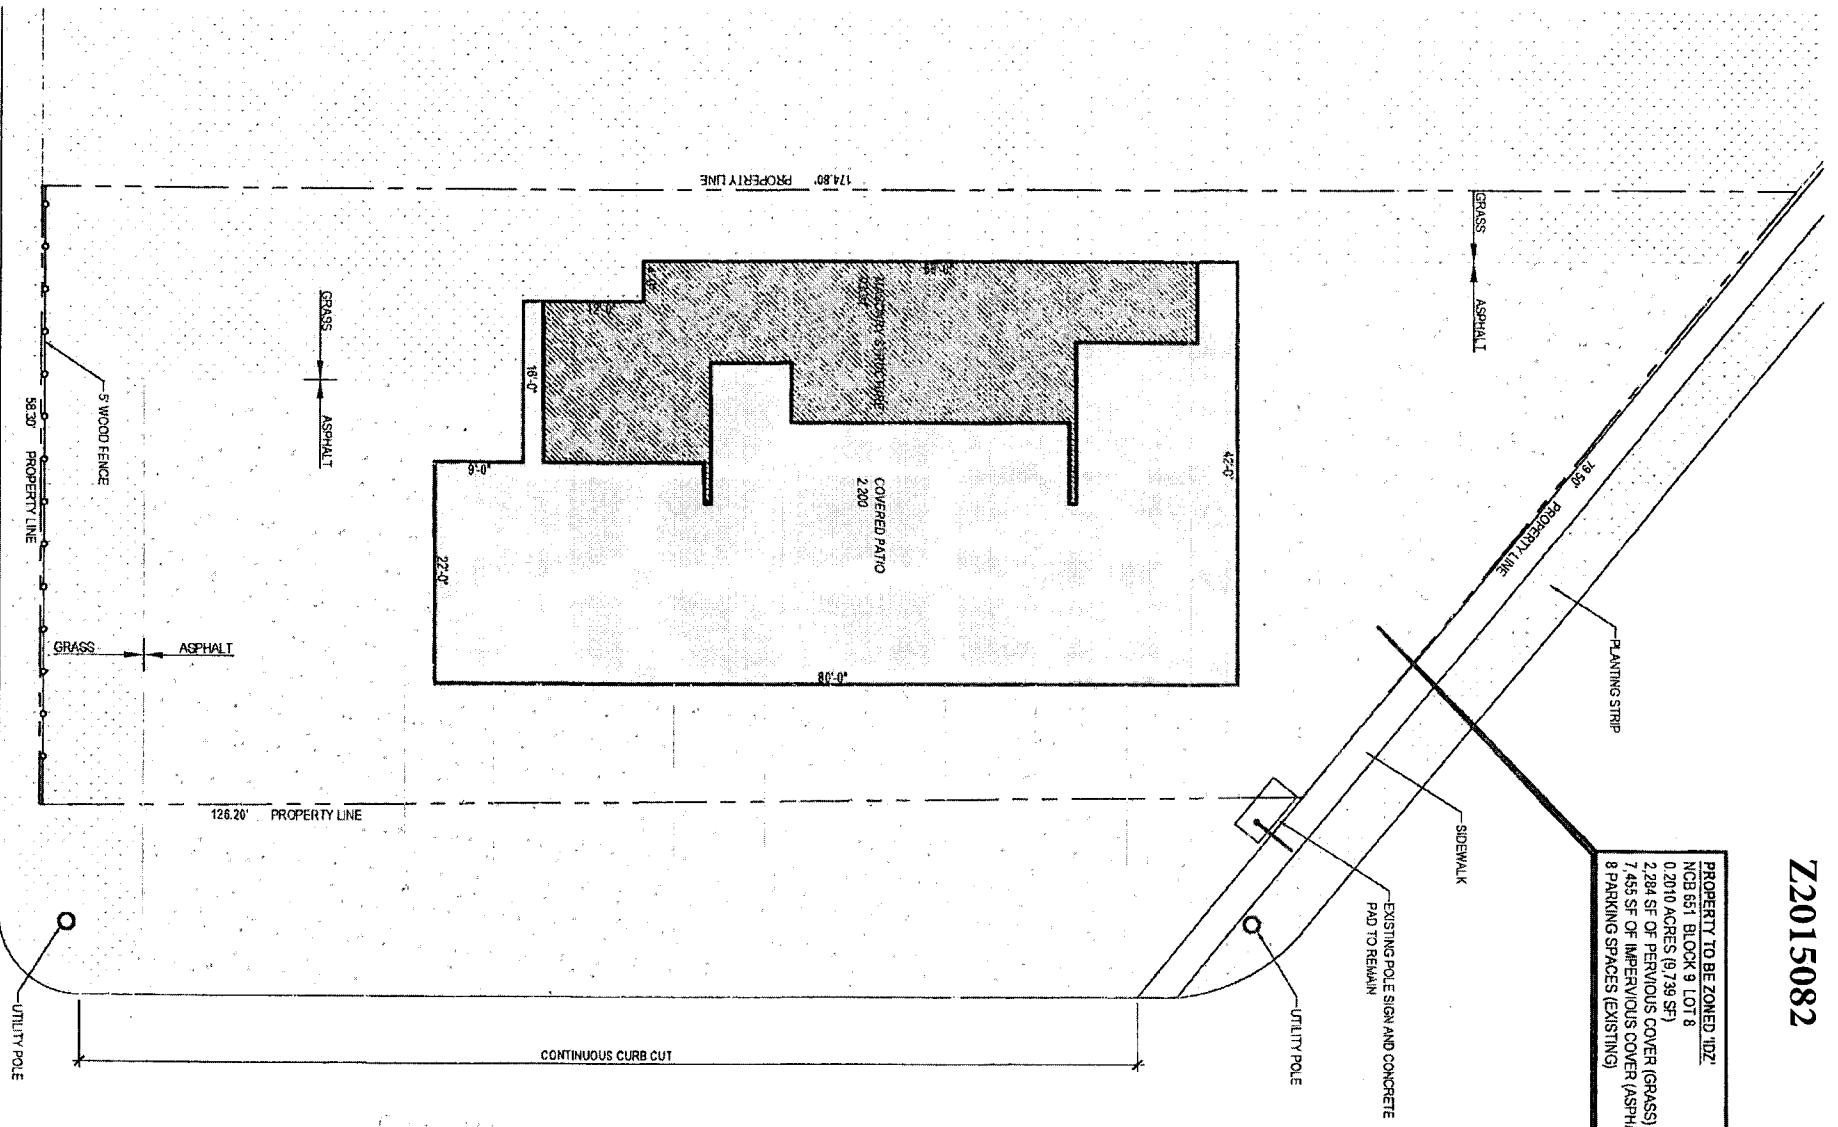 Z2015082
PROPERTY TO BE ZONED 'IDZ'
NCB 651 BLOCK 9 LOT 8
0.2010 ACRES (9,739 SF)
2,284 SF OF PERVIOUS COVER (GRASS)
7,455 SF OF IMPERVIOUS COVER (ASPH
8 PARKING SPACES (EXISTING)
PLANTING STRIP
SIDEWALK
EXISTING POLE SIGN AND CONCRETE
PAD TO REMAIN
UTILITY POLE
79.50'
PROPERTY LINE
GRASS
ASPHALT
174.80' PROPERTY LINE
42'-0"
MASONRY STRUCTURE
COVERED PATIO
2,200
12'-0"
16'-0"
9'-0"
22'-0"
80'-0"
GRASS
ASPHALT
5' WOOD FENCE
58.30' PROPERTY LINE
GRASS
ASPHALT
126.20' PROPERTY LINE
CONTINUOUS CURB CUT
UTILITY POLE